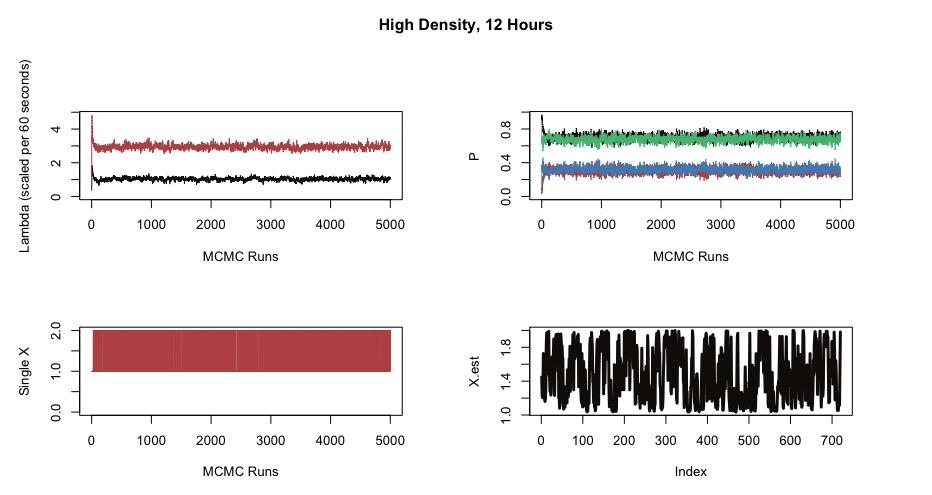 High Density, 12 Hours
Lambda (scaled per 60 seconds)
0 2 4
0 1000 2000 3000 4000 5000
MCMC Runs
P
0.0 0.4 0.8
0 1000 2000 3000 4000 5000
MCMC Runs
Single X
0.0 1.0 2.0
0 1000 2000 3000 4000 5000
MCMC Runs
X.est
1.0 1.4 1.8
0 100 200 300 400 500 600 700
Index